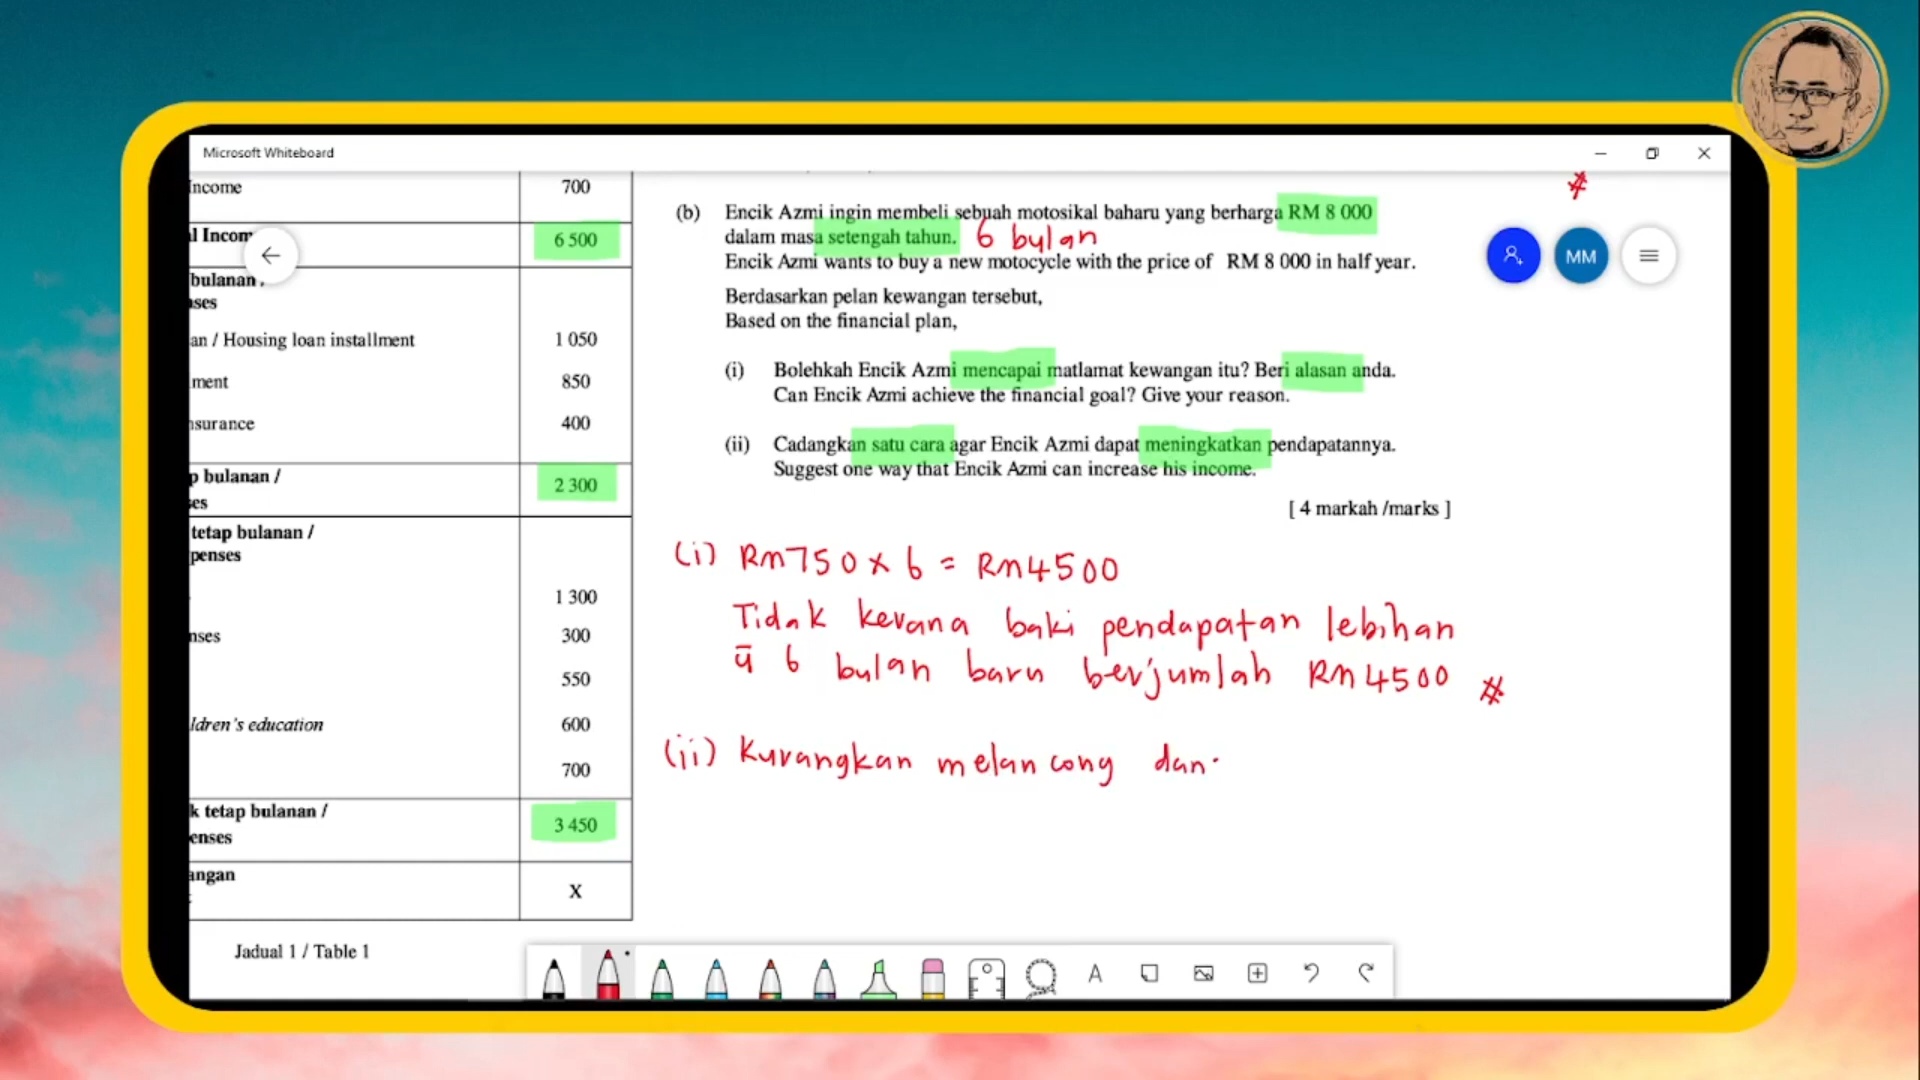 Microsoft Whiteboard
Income
700
l Incom
6 500
bulanan
ses
an / Housing loan installment
1 050
ment
850
nsurance
400
p bulanan /
es
2 300
tetap bulanan /
penses
1 300
nses
300
550
ldren's education
600
700
k tetap bulanan /
enses
3 450
angan
X
Jadual 1 / Table 1
(b) Encik Azmi ingin membeli sebuah motosikal baharu yang berharga RM 8 000
dalam masa setengah tahun. 6 bulan
Encik Azmi wants to buy a new motocycle with the price of RM 8 000 in half year.
Berdasarkan pelan kewangan tersebut,
Based on the financial plan,
(i) Bolehkah Encik Azmi mencapai matlamat kewangan itu? Beri alasan anda.
Can Encik Azmi achieve the financial goal? Give your reason.
(ii) Cadangkan satu cara agar Encik Azmi dapat meningkatkan pendapatannya.
Suggest one way that Encik Azmi can increase his income.
[ 4 markah /marks ]
(i) RM750 x 6 = RM4500
Tidak kerana baki pendapatan lebihan
ū 6 bulan baru berjumlah RM4500 #
(ii) Kurangkan melancong dan
#
MM
A